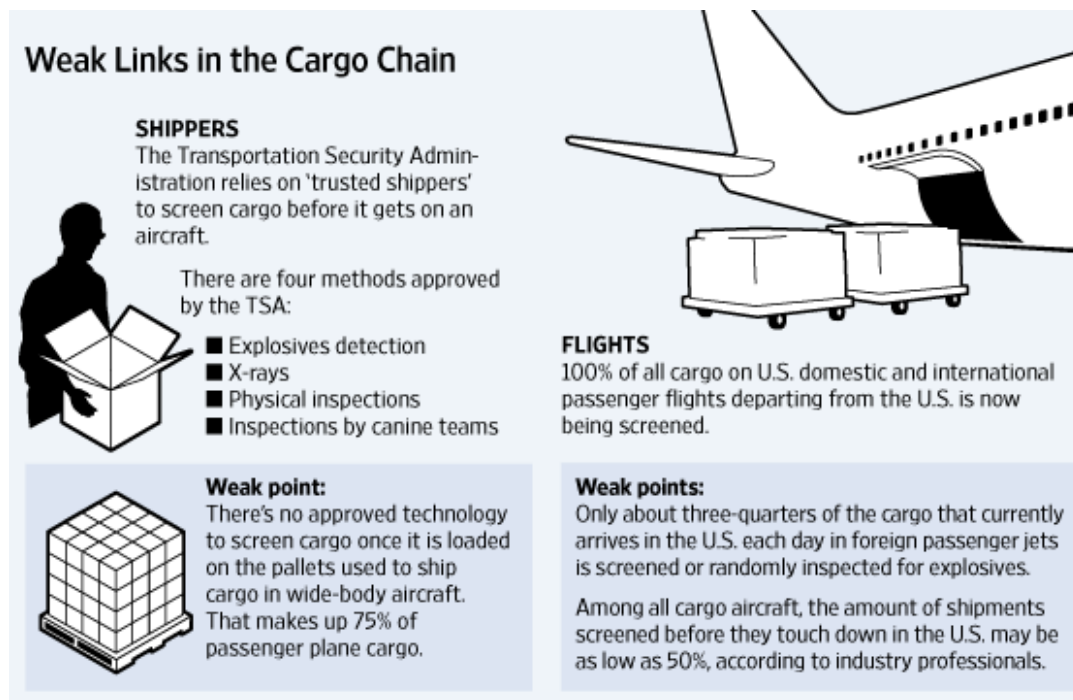 Weak Links in the Cargo Chain
SHIPPERS
The Transportation Security Admin-
istration relies on ‘trusted shippers’
to screen cargo before it gets on an
aircraft.
There are four methods approved
by the TSA:
■ Explosives detection
■ X-rays
■ Physical inspections
■ Inspections by canine teams
Weak point:
There’s no approved technology
to screen cargo once it is loaded
on the pallets used to ship
cargo in wide-body aircraft.
That makes up 75% of
passenger plane cargo.
FLIGHTS
100% of all cargo on U.S. domestic and international
passenger flights departing from the U.S. is now
being screened.
Weak points:
Only about three-quarters of the cargo that currently
arrives in the U.S. each day in foreign passenger jets
is screened or randomly inspected for explosives.
Among all cargo aircraft, the amount of shipments
screened before they touch down in the U.S. may be
as low as 50%, according to industry professionals.